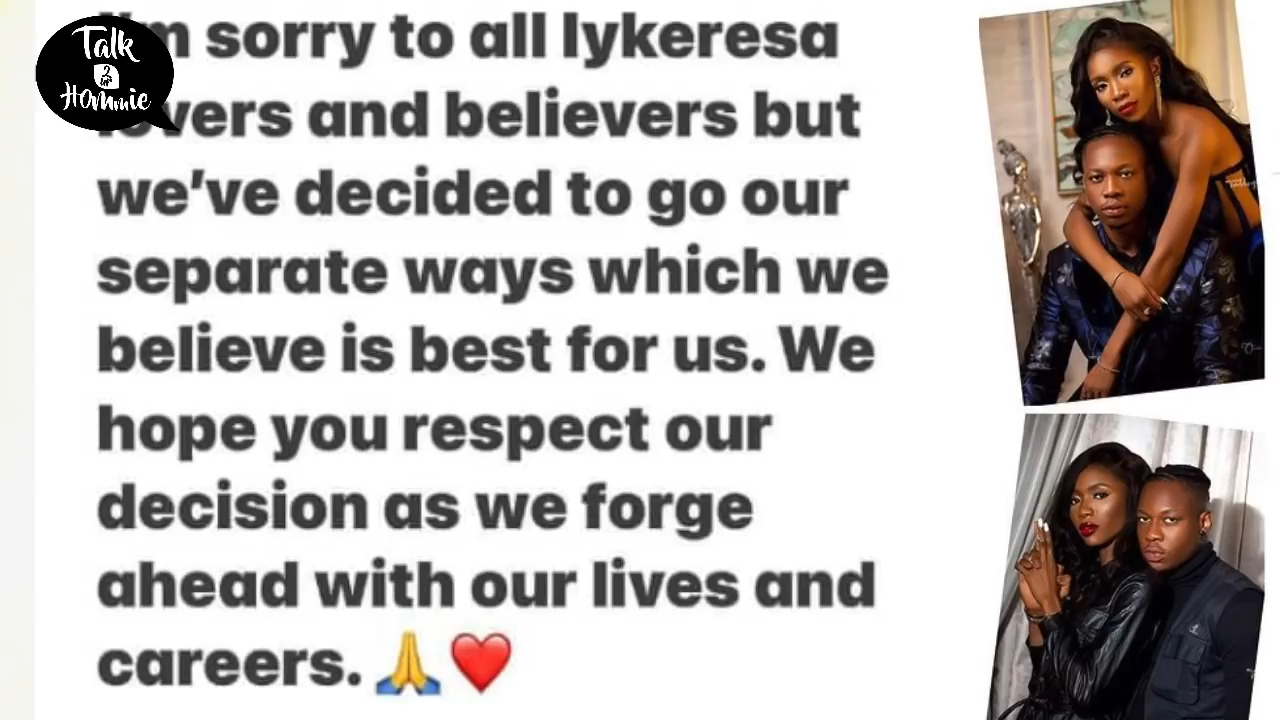 Talk
2
Hommie
I'm sorry to all lykeresa
lovers and believers but
we've decided to go our
separate ways which we
believe is best for us. We
hope you respect our
decision as we forge
ahead with our lives and
careers. 🙏❤️